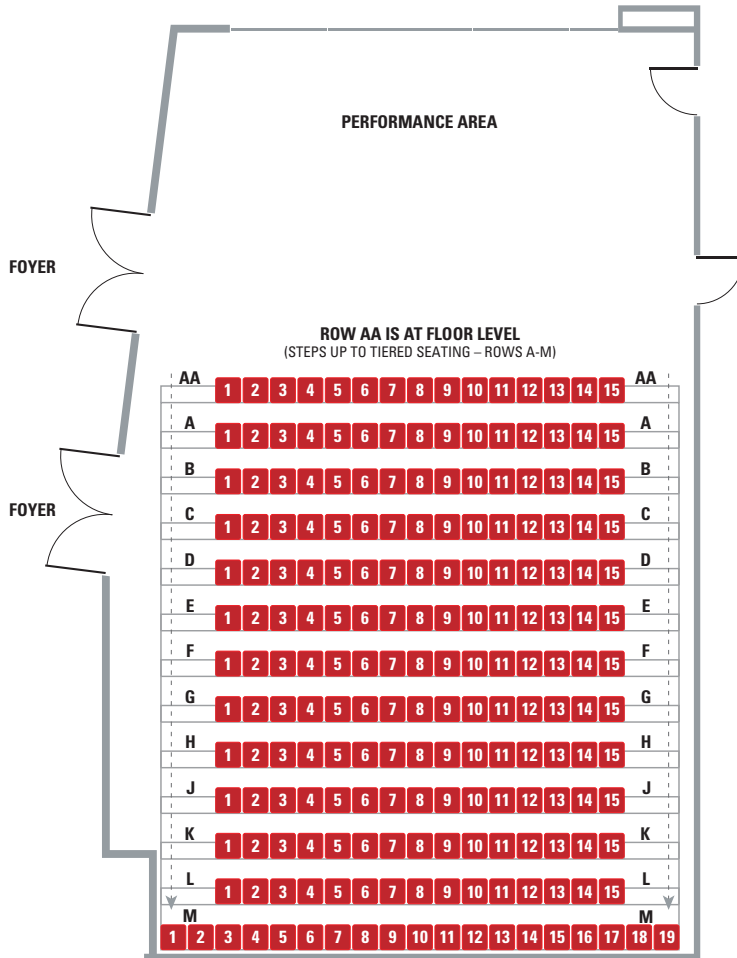 PERFORMANCE AREA
FOYER
ROW AA IS AT FLOOR LEVEL
(STEPS UP TO TIERED SEATING – ROWS A-M)
AA 1 2 3 4 5 6 7 8 9 10 11 12 13 14 15 AA
A 1 2 3 4 5 6 7 8 9 10 11 12 13 14 15 A
B 1 2 3 4 5 6 7 8 9 10 11 12 13 14 15 B
FOYER
C 1 2 3 4 5 6 7 8 9 10 11 12 13 14 15 C
D 1 2 3 4 5 6 7 8 9 10 11 12 13 14 15 D
E 1 2 3 4 5 6 7 8 9 10 11 12 13 14 15 E
F 1 2 3 4 5 6 7 8 9 10 11 12 13 14 15 F
G 1 2 3 4 5 6 7 8 9 10 11 12 13 14 15 G
H 1 2 3 4 5 6 7 8 9 10 11 12 13 14 15 H
J 1 2 3 4 5 6 7 8 9 10 11 12 13 14 15 J
K 1 2 3 4 5 6 7 8 9 10 11 12 13 14 15 K
L 1 2 3 4 5 6 7 8 9 10 11 12 13 14 15 L
M M
1 2 3 4 5 6 7 8 9 10 11 12 13 14 15 16 17 18 19